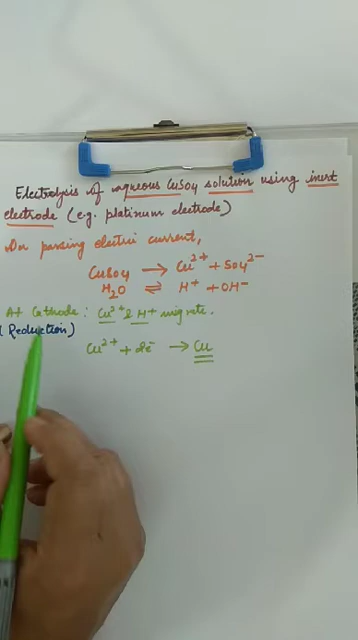 Electrolysis of aqueous CuSO4 solution using inert
electrode (e.g. platinum electrode)
On passing electric current,
CuSO4 → Cu²⁺ + SO4²⁻
H₂O ⇌ H⁺ + OH⁻
At Cathode : Cu²⁺ & H⁺ migrate.
(Reduction)
Cu²⁺ + 2e⁻ → Cu